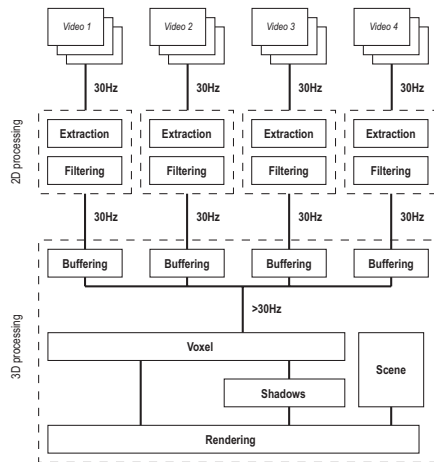 Video 1 Video 2 Video 3 Video 4
30Hz 30Hz 30Hz 30Hz
2D processing
Extraction Extraction Extraction Extraction
Filtering Filtering Filtering Filtering
30Hz 30Hz 30Hz 30Hz
3D processing
Buffering Buffering Buffering Buffering
>30Hz
Voxel
Scene
Shadows
Rendering